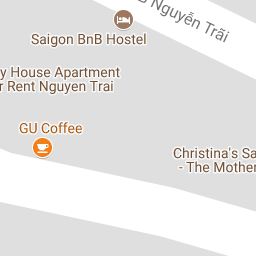 Nguyễn Trãi
Saigon BnB Hostel
y House Apartment
r Rent Nguyen Trai
GU Coffee
Christina's Sa
- The Mother